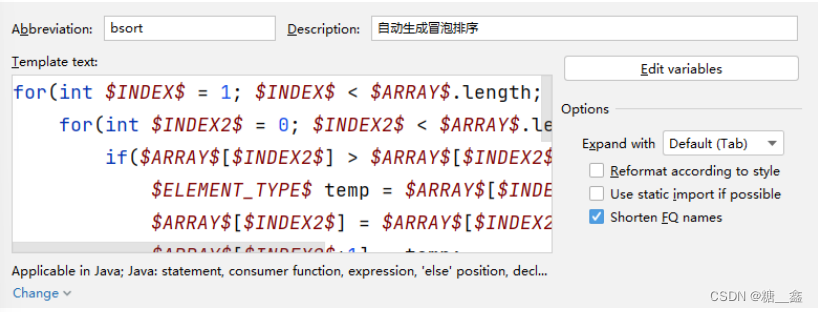 Abbreviation: bsort Description: 自动生成冒泡排序
Template text:
for(int $INDEX$ = 1; $INDEX$ < $ARRAY$.length;
for(int $INDEX2$ = 0; $INDEX2$ < $ARRAY$.le
if($ARRAY$[$INDEX2$] > $ARRAY$[$INDEX2$
$ELEMENT_TYPE$ temp = $ARRAY$[$INDE
$ARRAY$[$INDEX2$] = $ARRAY$[$INDEX2
Edit variables
Options
Expand with Default (Tab)
Reformat according to style
Use static import if possible
Shorten FQ names
Applicable in Java; Java: statement, consumer function, expression, 'else' position, decl...
Change
CSDN @糖__鑫